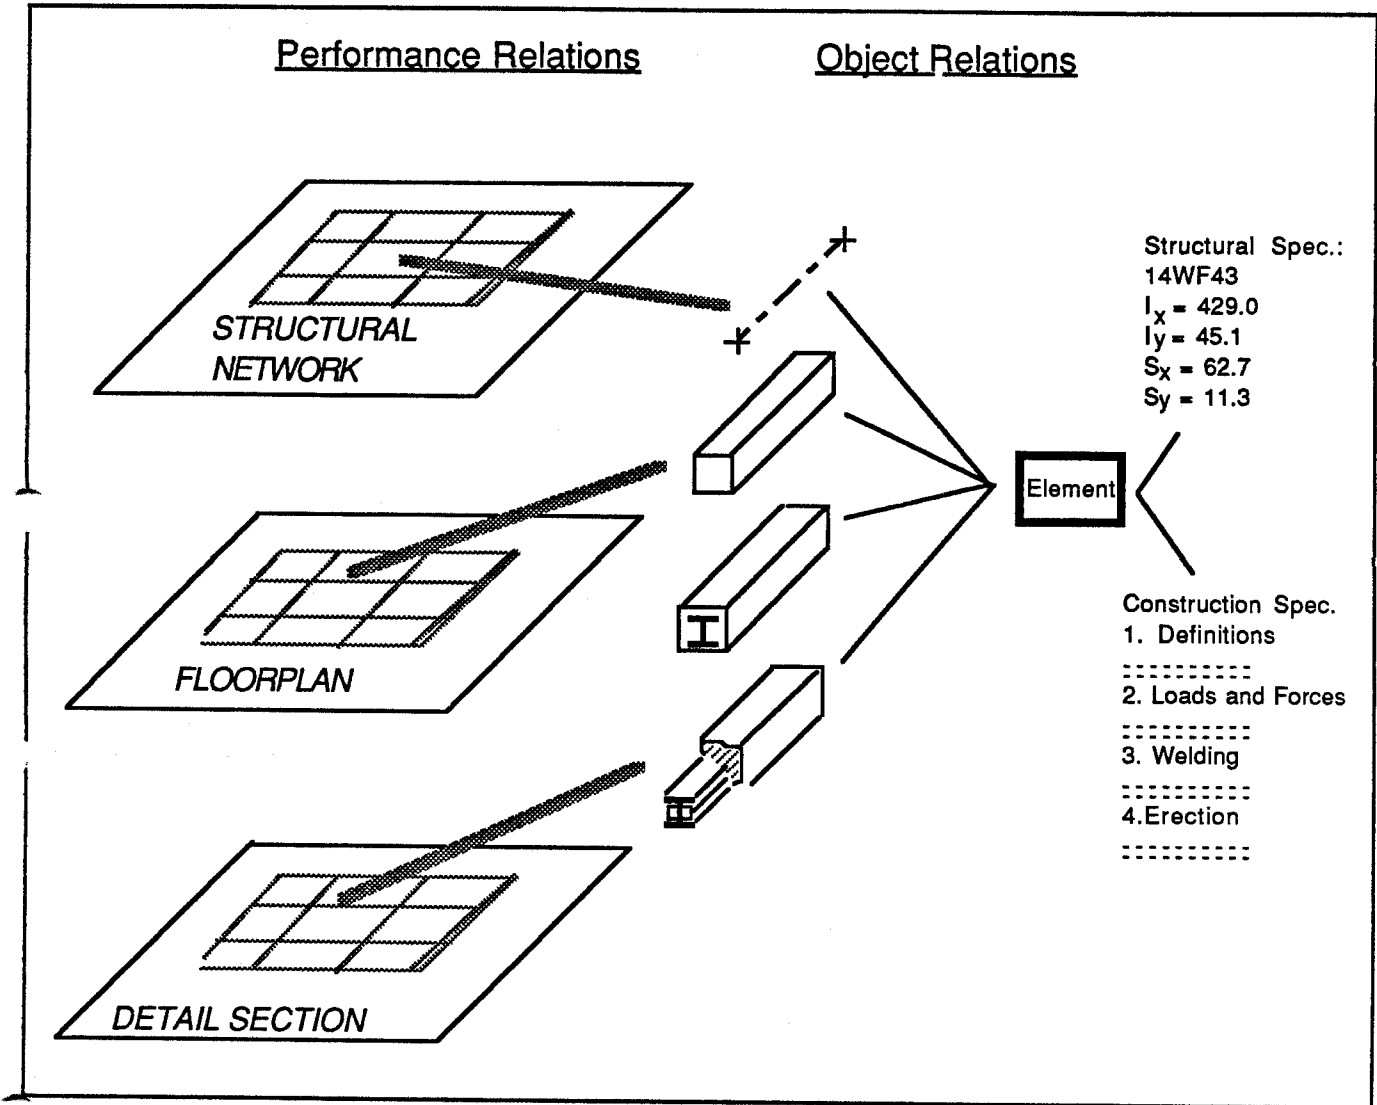 Performance Relations
Object Relations
STRUCTURAL
NETWORK
FLOORPLAN
DETAIL SECTION
Element
Structural Spec.:
14WF43
Ix = 429.0
Iy = 45.1
Sx = 62.7
Sy = 11.3
Construction Spec.
1. Definitions
2. Loads and Forces
3. Welding
4.Erection